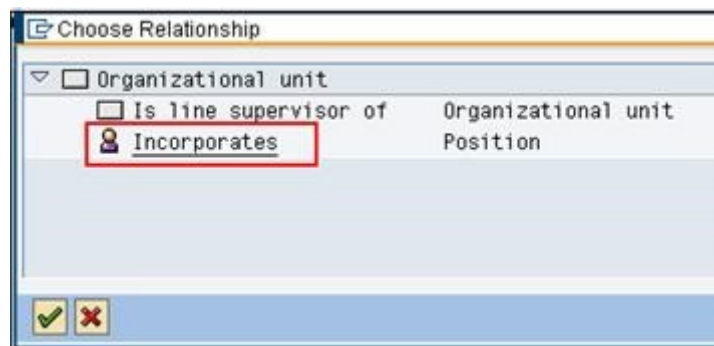 Choose Relationship
Organizational unit
Is line supervisor of Organizational unit
Incorporates Position